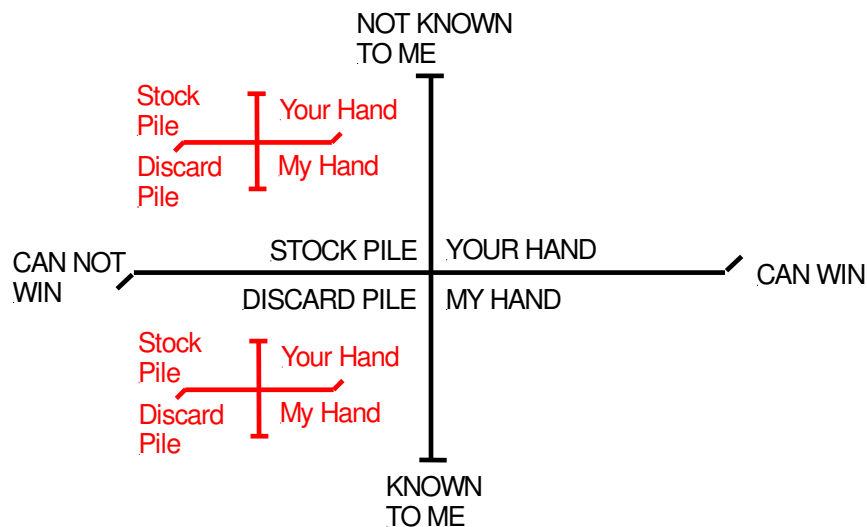 NOT KNOWN
TO ME
Stock
Pile
Your Hand
Discard
Pile
My Hand
STOCK PILE
YOUR HAND
CAN NOT
WIN
CAN WIN
DISCARD PILE
MY HAND
Stock
Pile
Your Hand
Discard
Pile
My Hand
KNOWN
TO ME